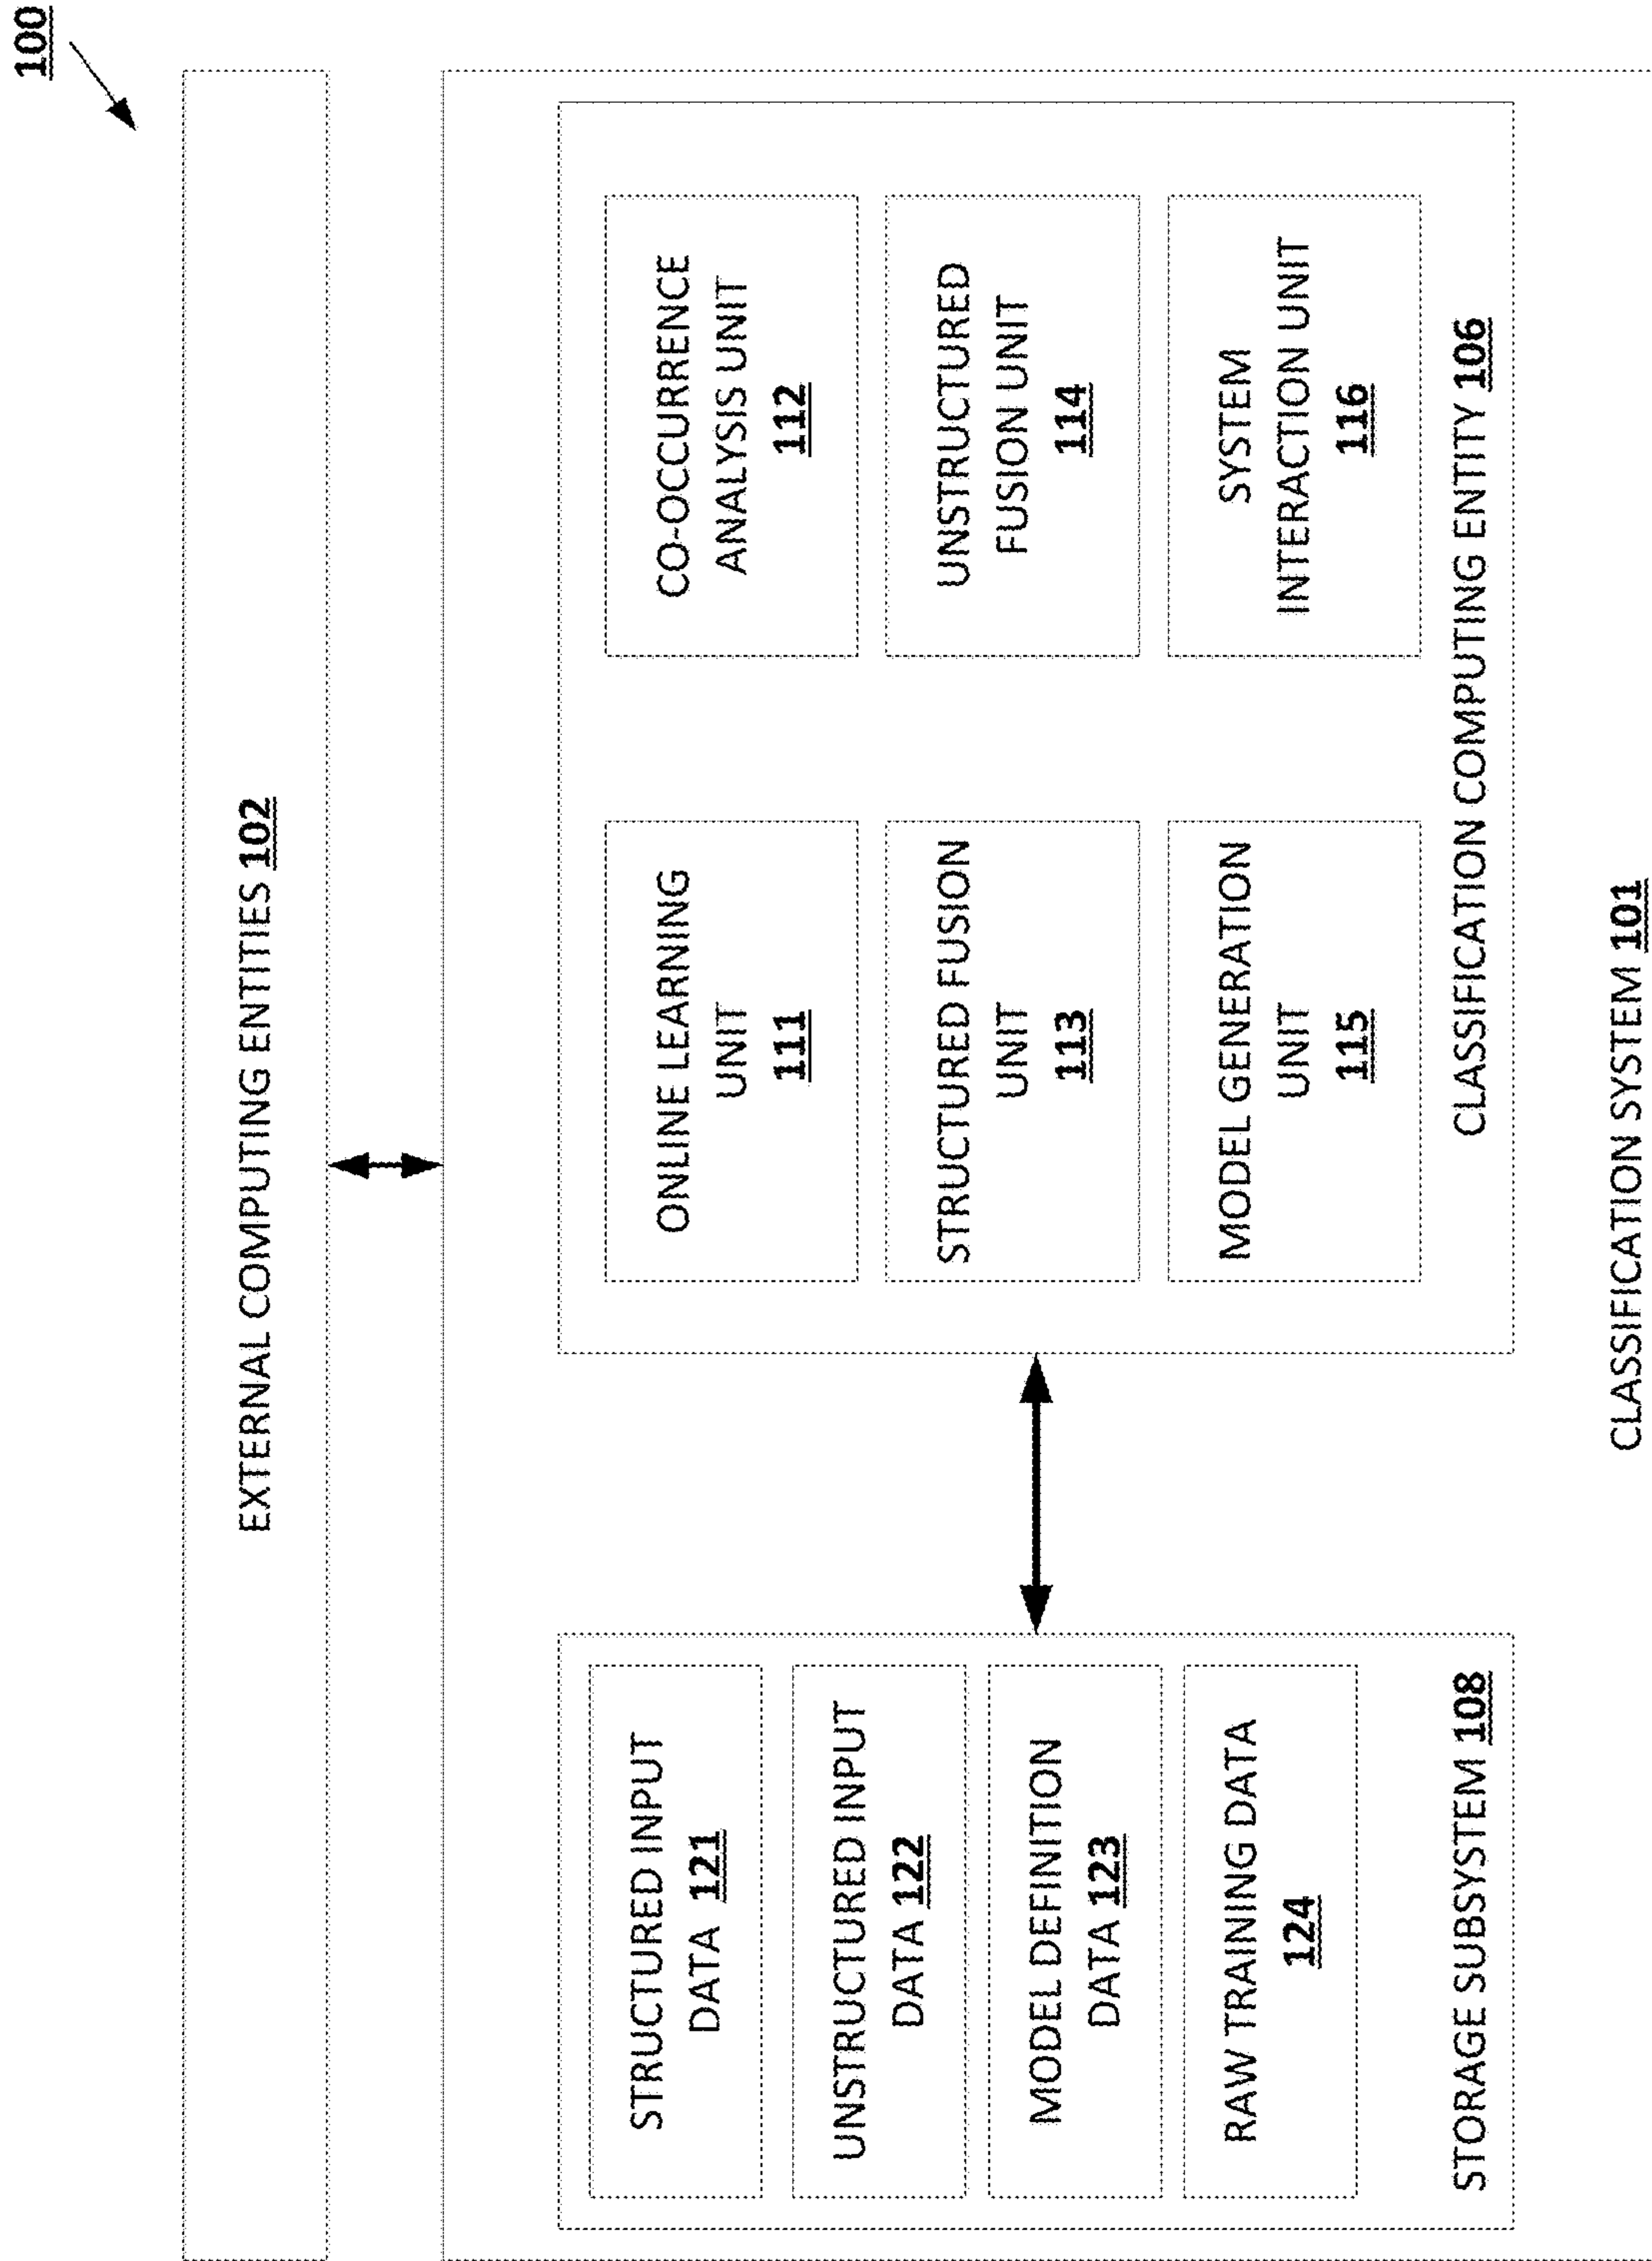 100
EXTERNAL COMPUTING ENTITIES 102
STRUCTURED INPUT
DATA 121
UNSTRUCTURED INPUT
DATA 122
MODEL DEFINITION
DATA 123
RAW TRAINING DATA
124
STORAGE SUBSYSTEM 108
ONLINE LEARNING
UNIT
111
CO-OCCURRENCE
ANALYSIS UNIT
112
STRUCTURED FUSION
UNIT
113
UNSTRUCTURED
FUSION UNIT
114
MODEL GENERATION
UNIT
115
SYSTEM
INTERACTION UNIT
116
CLASSIFICATION COMPUTING ENTITY 106
CLASSIFICATION SYSTEM 101